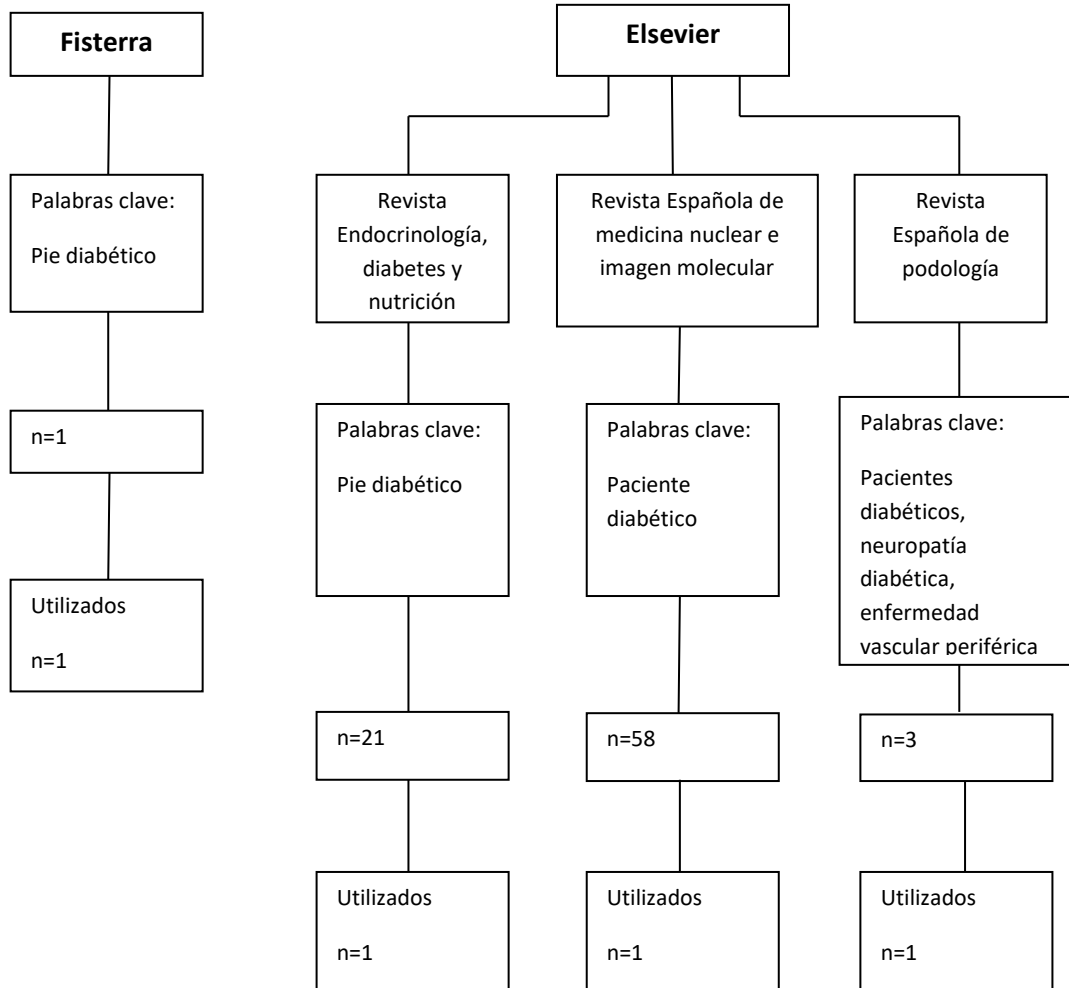 Fisterra
Palabras clave:
Pie diabético
n=1
Utilizados
n=1
Elsevier
Revista
Endocrinología,
diabetes y
nutrición
Palabras clave:
Pie diabético
n=21
Utilizados
n=1
Revista Española de
medicina nuclear e
imagen molecular
Palabras clave:
Paciente
diabético
n=58
Utilizados
n=1
Revista
Española de
podología
Palabras clave:
Pacientes
diabéticos,
neuropatía
diabética,
enfermedad
vascular periférica
n=3
Utilizados
n=1